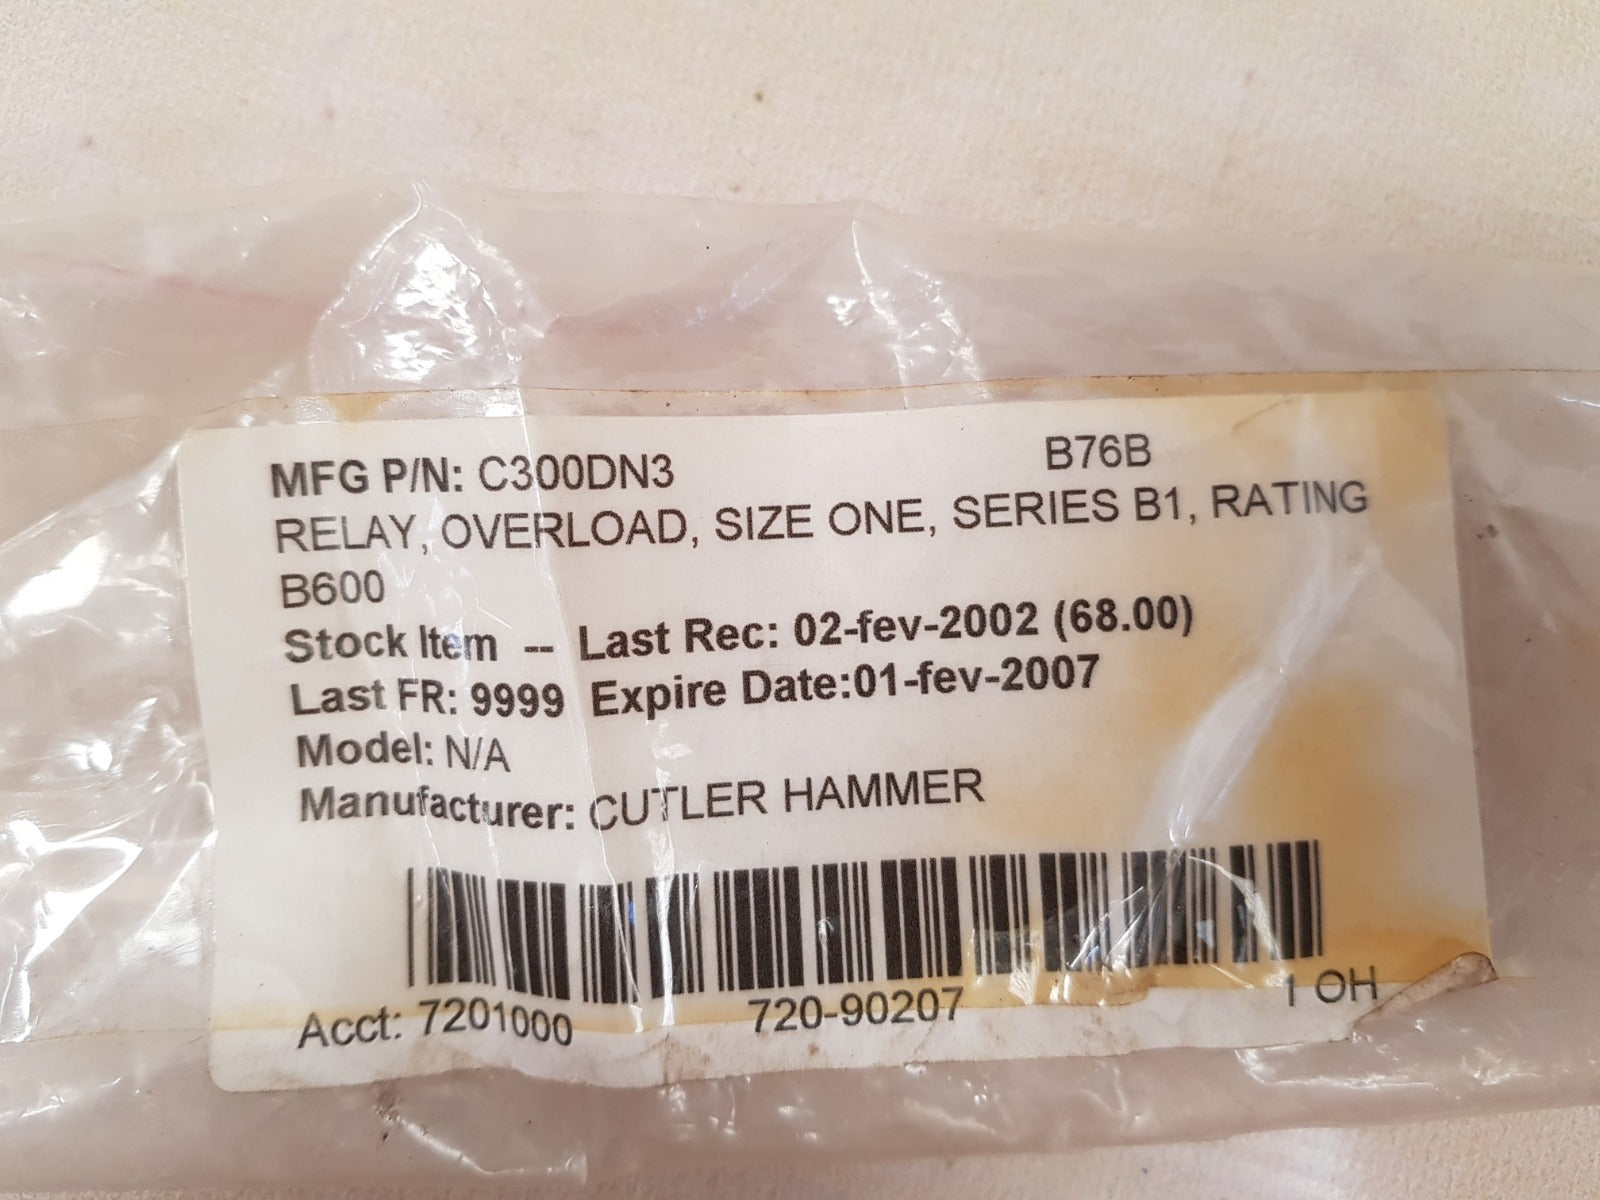 MFG P/N: C300DN3 B76B
RELAY, OVERLOAD, SIZE ONE, SERIES B1, RATING
B600
Stock Item -- Last Rec: 02-fev-2002 (68.00)
Last FR: 9999 Expire Date:01-fev-2007
Model: N/A
Manufacturer: CUTLER HAMMER
Acct: 7201000 720-90207 1 OH